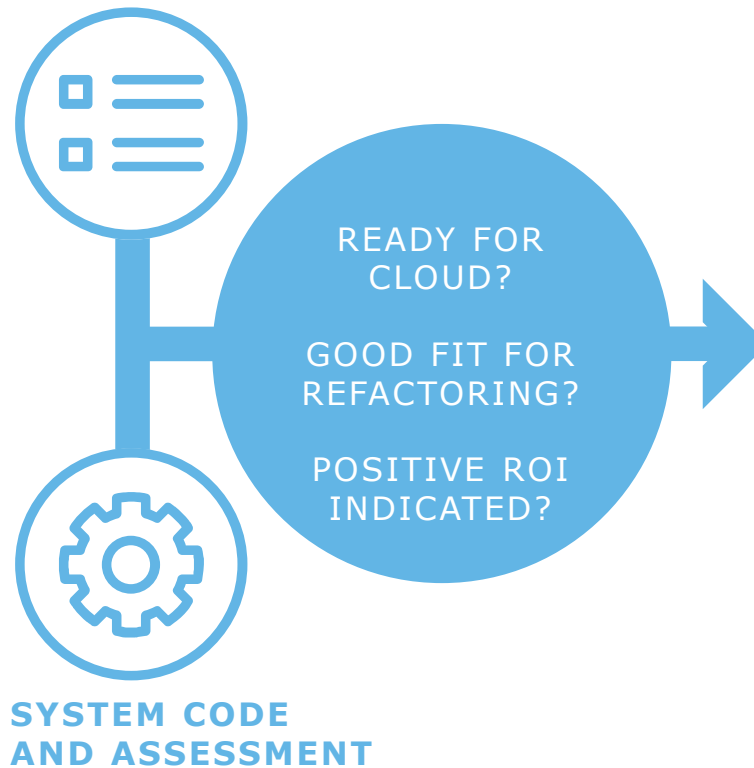 READY FOR
CLOUD?
GOOD FIT FOR
REFACTORING?
POSITIVE ROI
INDICATED?
SYSTEM CODE
AND ASSESSMENT